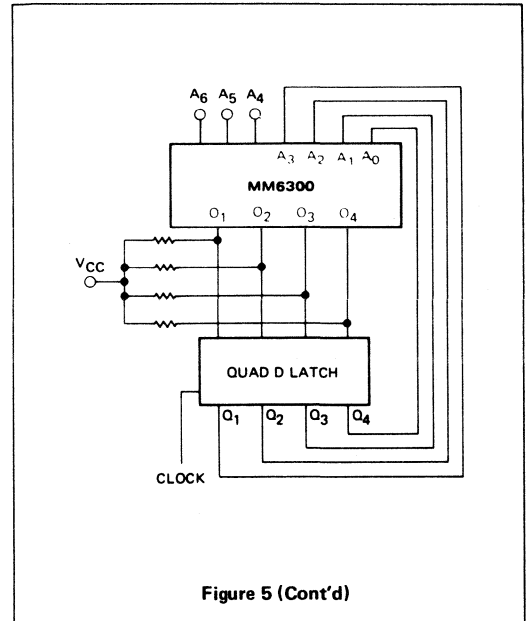 A6 A5 A4
A3 A2 A1 A0
MM6300
O1 O2 O3 O4
VCC
QUAD D LATCH
Q1 Q2 Q3 Q4
CLOCK
Figure 5 (Cont'd)